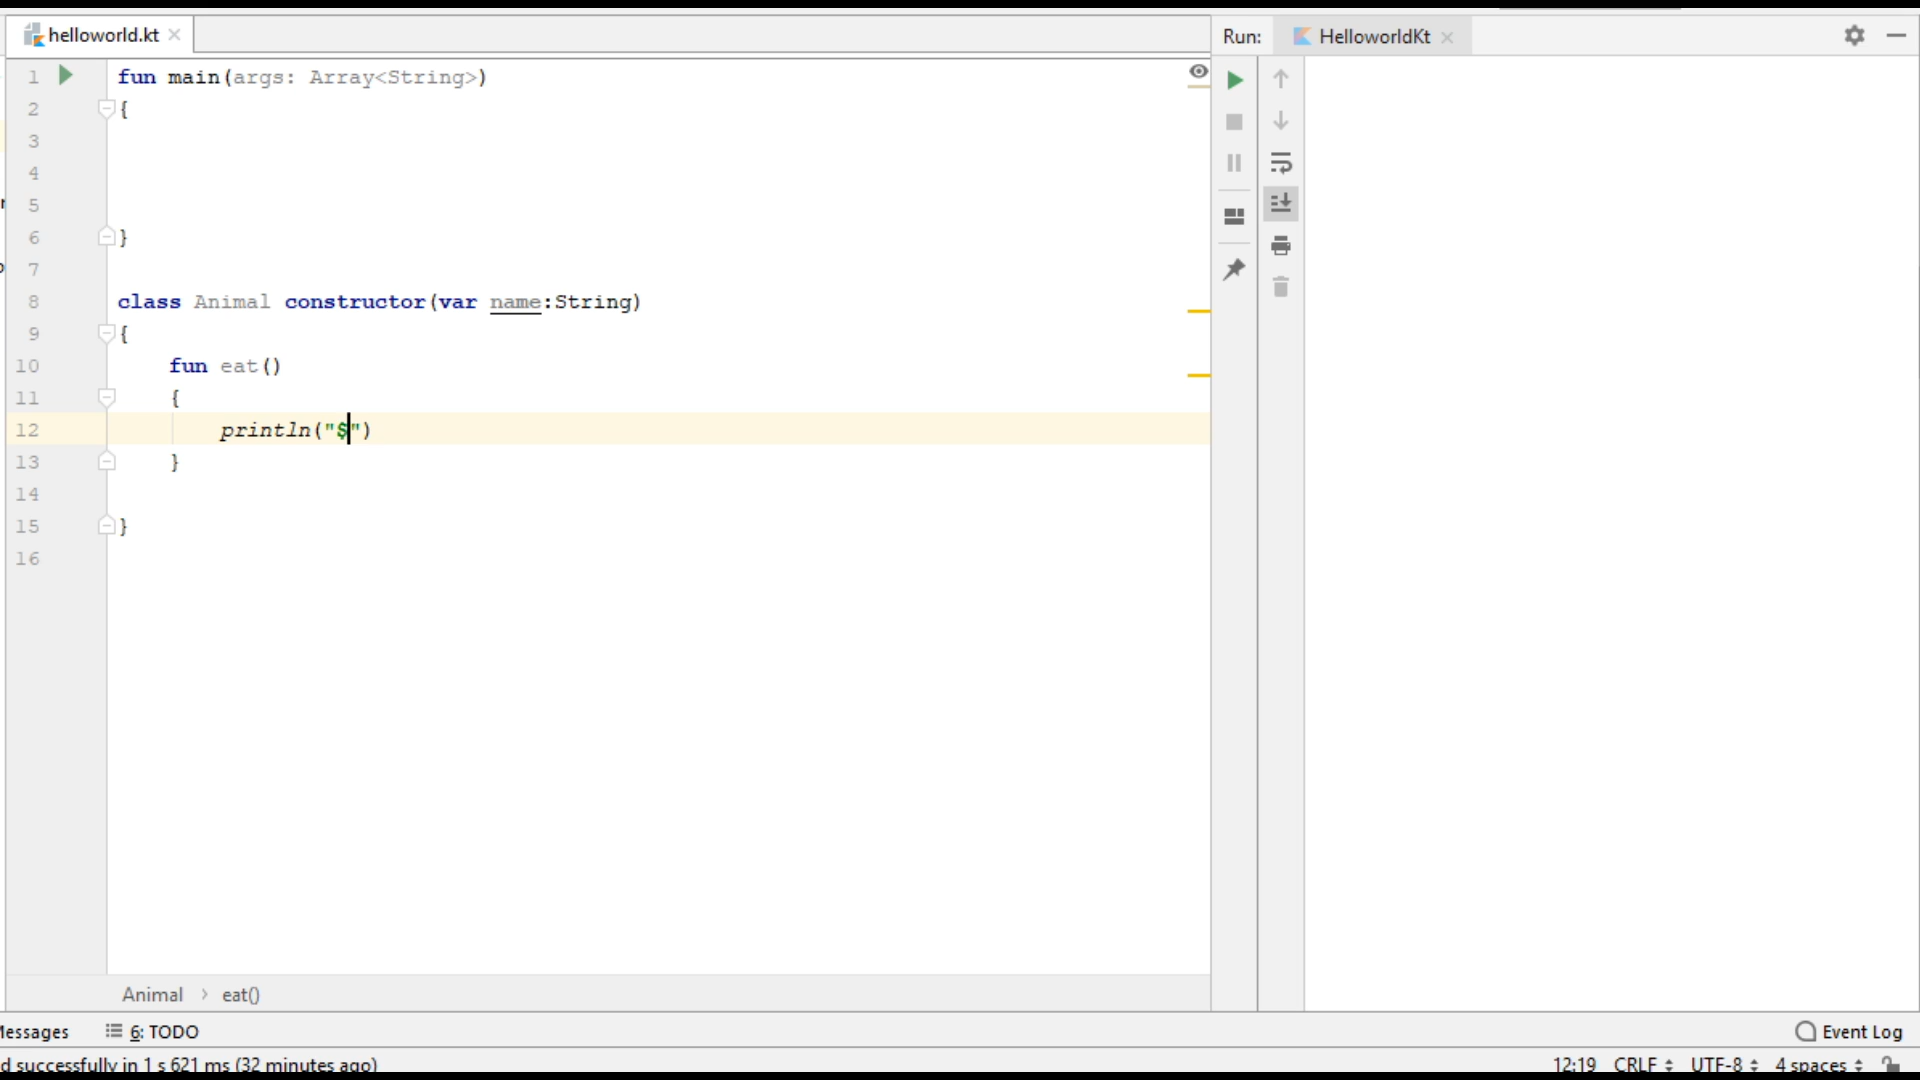 helloworld.kt
Run: HelloworldKt
1 fun main(args: Array<String>)
2 {
3
4
5
6 }
7
8 class Animal constructor(var name:String)
9 {
10 fun eat()
11 {
12 println("$")
13 }
14
15 }
16
Animal › eat()
Messages 6: TODO Event Log
d successfully in 1 s 621 ms (32 minutes ago) 12:19 CRLF UTF-8 4 spaces